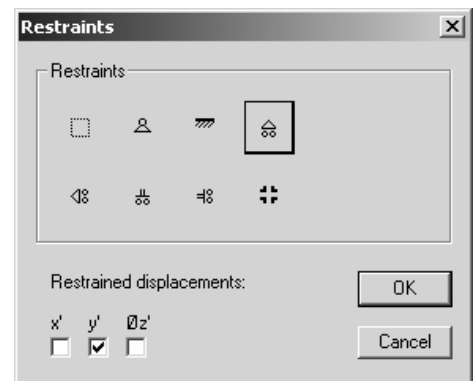 Restraints
Restraints
Restrained displacements:
x' y' Øz'
OK
Cancel